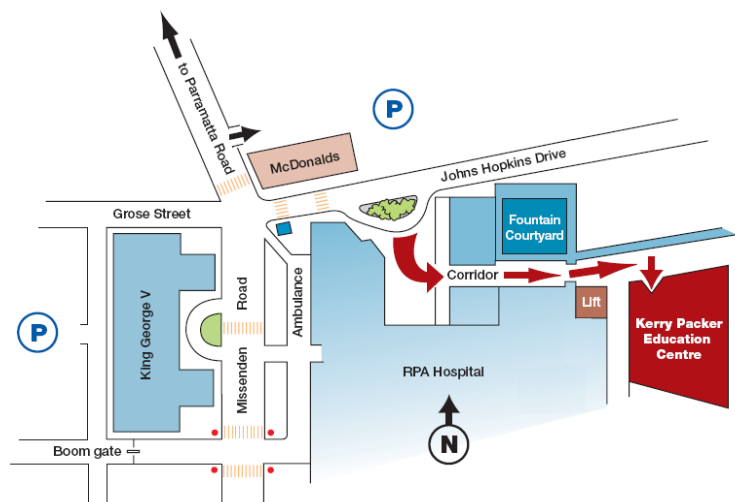 to Parramatta Road
P
McDonalds
Johns Hopkins Drive
Grose Street
Fountain
Courtyard
Corridor
King George V
Missenden Road
Ambulance
Lift
Kerry Packer
Education
Centre
P
RPA Hospital
N
Boom gate